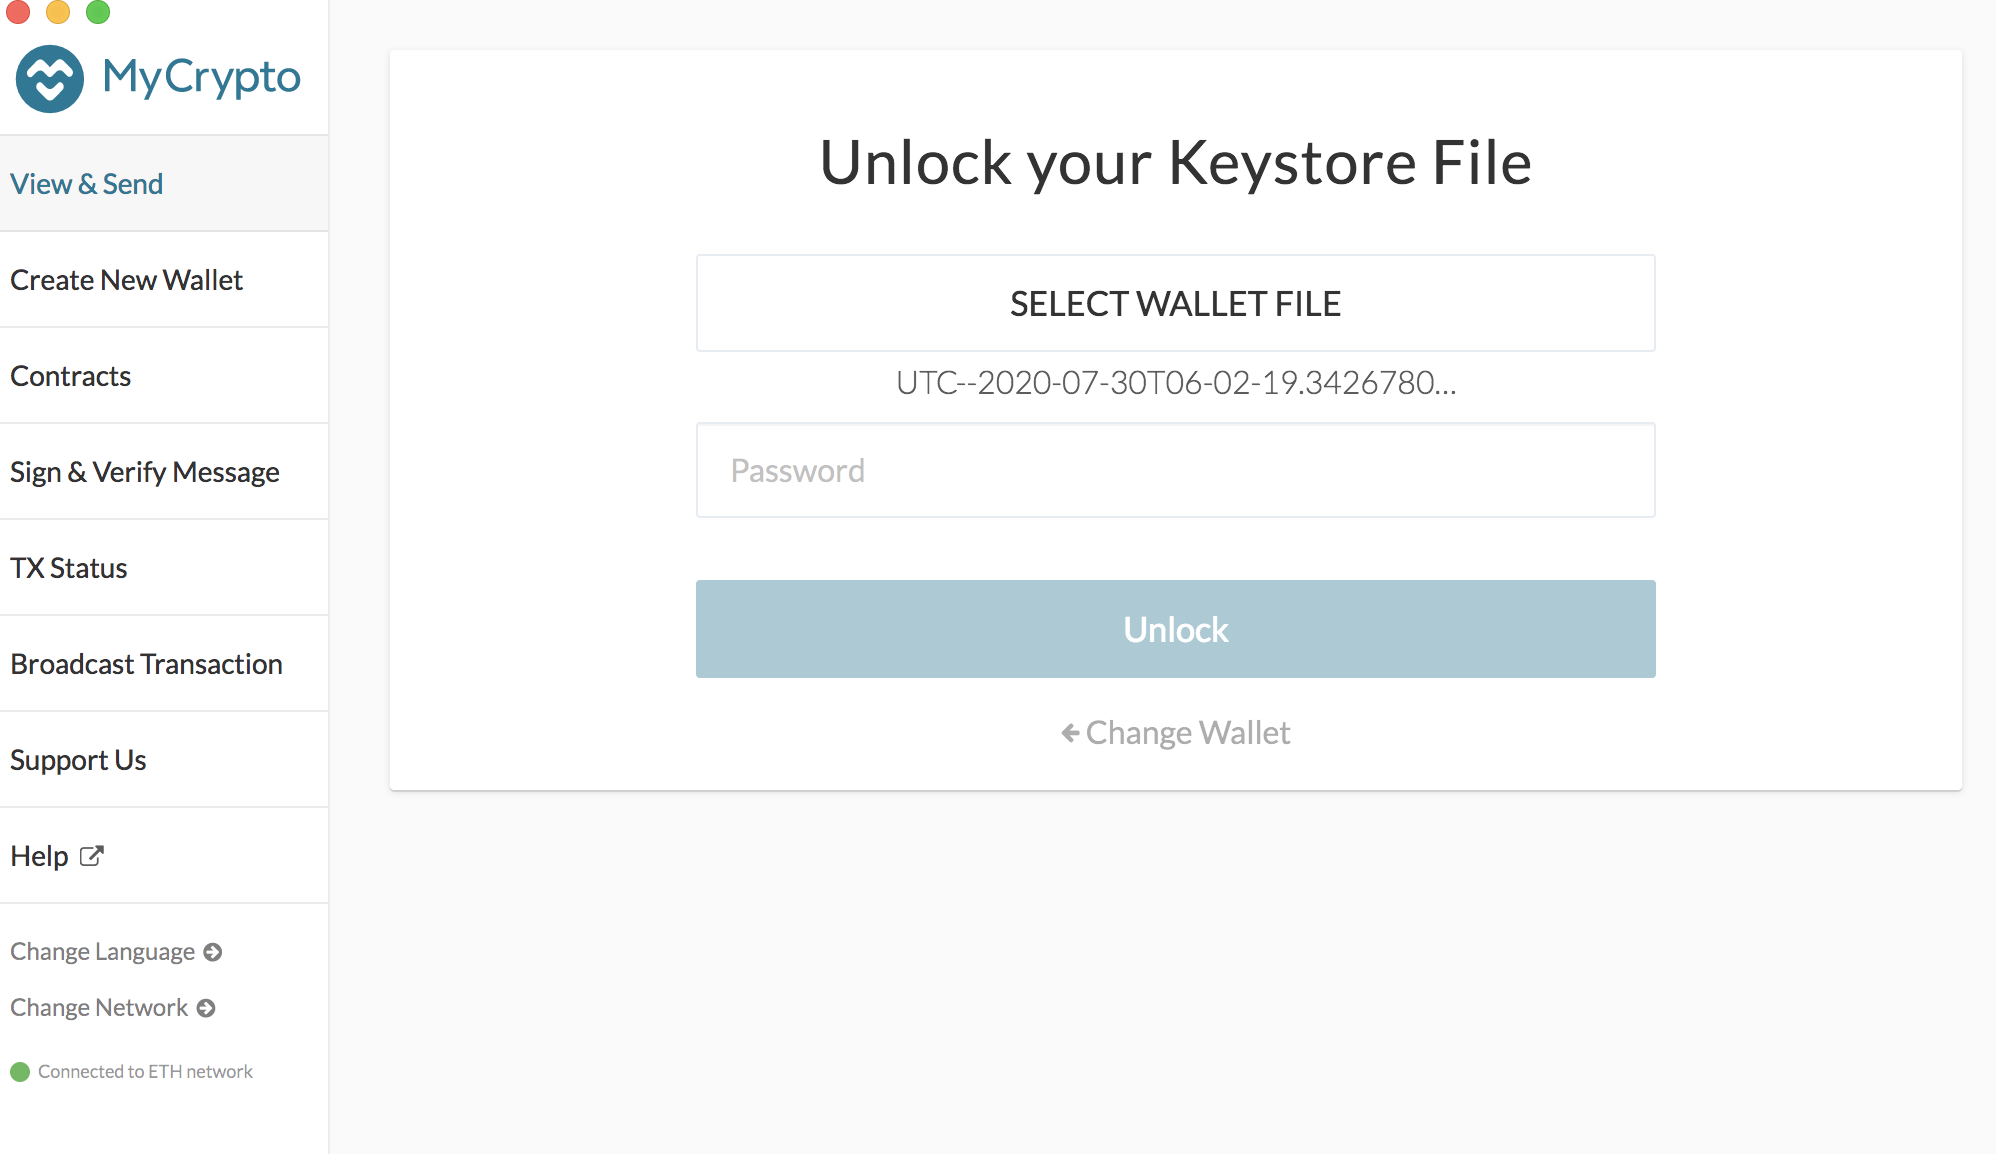 MyCrypto
View & Send
Create New Wallet
Contracts
Sign & Verify Message
TX Status
Broadcast Transaction
Support Us
Help
Change Language
Change Network
Connected to ETH network
Unlock your Keystore File
SELECT WALLET FILE
UTC--2020-07-30T06-02-19.3426780...
Password
Unlock
Change Wallet